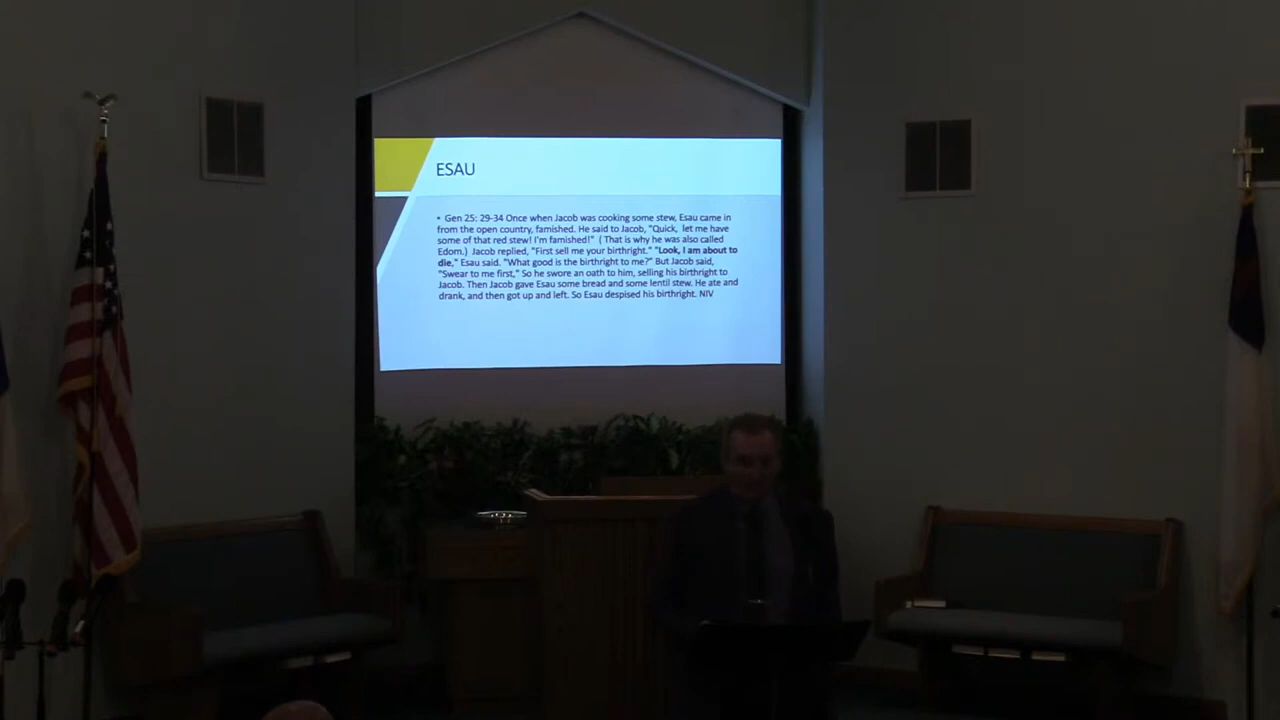 ESAU
• Gen 25: 29-34 Once when Jacob was cooking some stew, Esau came in
from the open country, famished. He said to Jacob, "Quick, let me have
some of that red stew! I'm famished!" ( That is why he was also called
Edom.) Jacob replied, "First sell me your birthright." "Look, I am about to
die," Esau said. "What good is the birthright to me?" But Jacob said,
"Swear to me first," So he swore an oath to him, selling his birthright to
Jacob. Then Jacob gave Esau some bread and some lentil stew. He ate and
drank, and then got up and left. So Esau despised his birthright. NIV